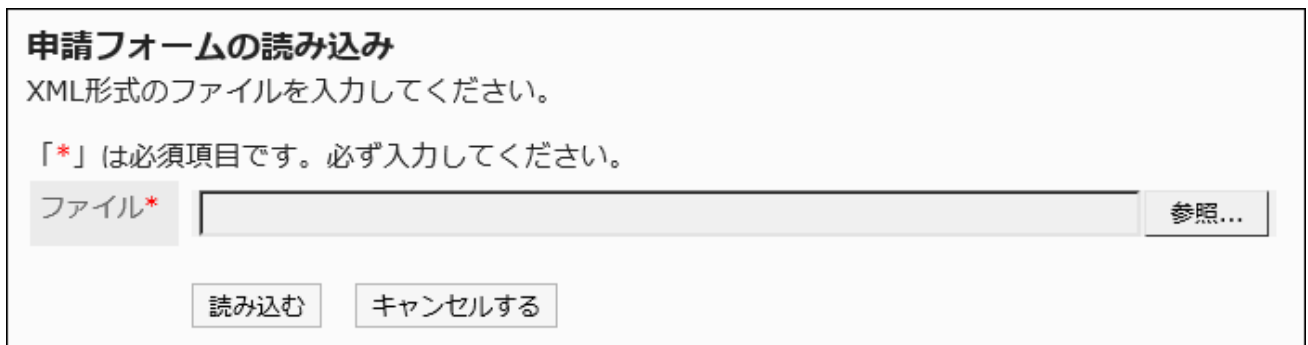 申請フォームの読み込み
XML形式のファイルを入力してください。
「*」は必須項目です。必ず入力してください。
ファイル* 参照...
読み込む キャンセルする